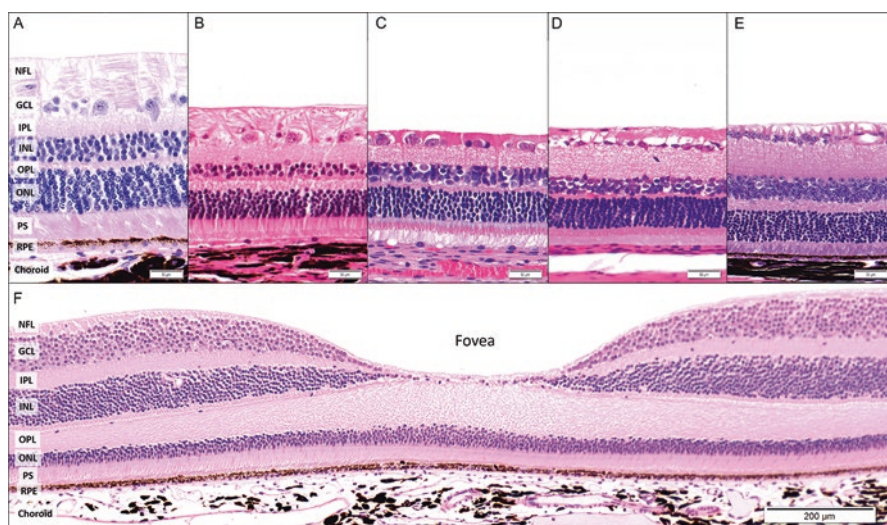 A
B
C
D
E
NFL
GCL
IPL
INL
OPL
ONL
PS
RPE
Choroid
F
Fovea
NFL
GCL
IPL
INL
OPL
ONL
PS
RPE
Choroid
200 µm